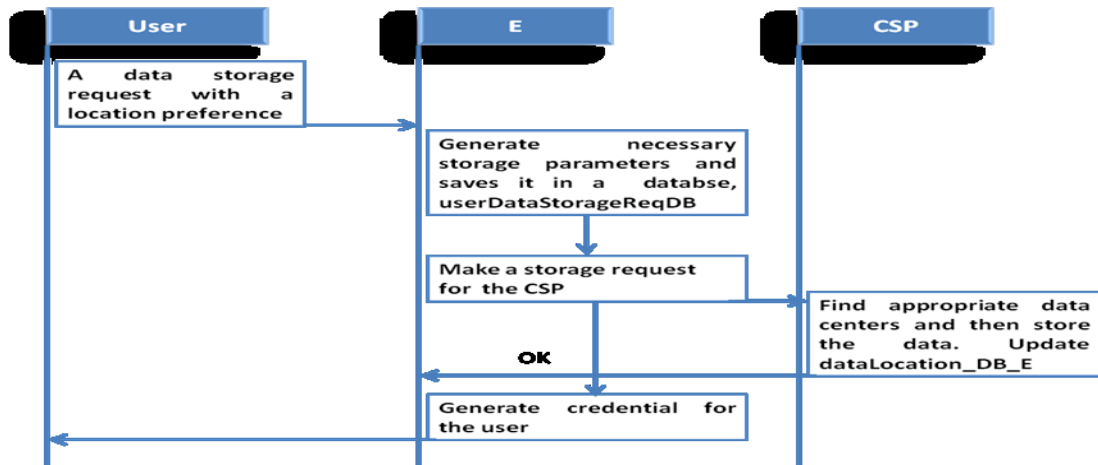 User
E
CSP
A data storage
request with a
location preference
Generate necessary
storage parameters and
saves it in a databse,
userDataStorageReqDB
Make a storage request
for the CSP
Find appropriate data
centers and then store
the data. Update
dataLocation_DB_E
OK
Generate credential for
the user